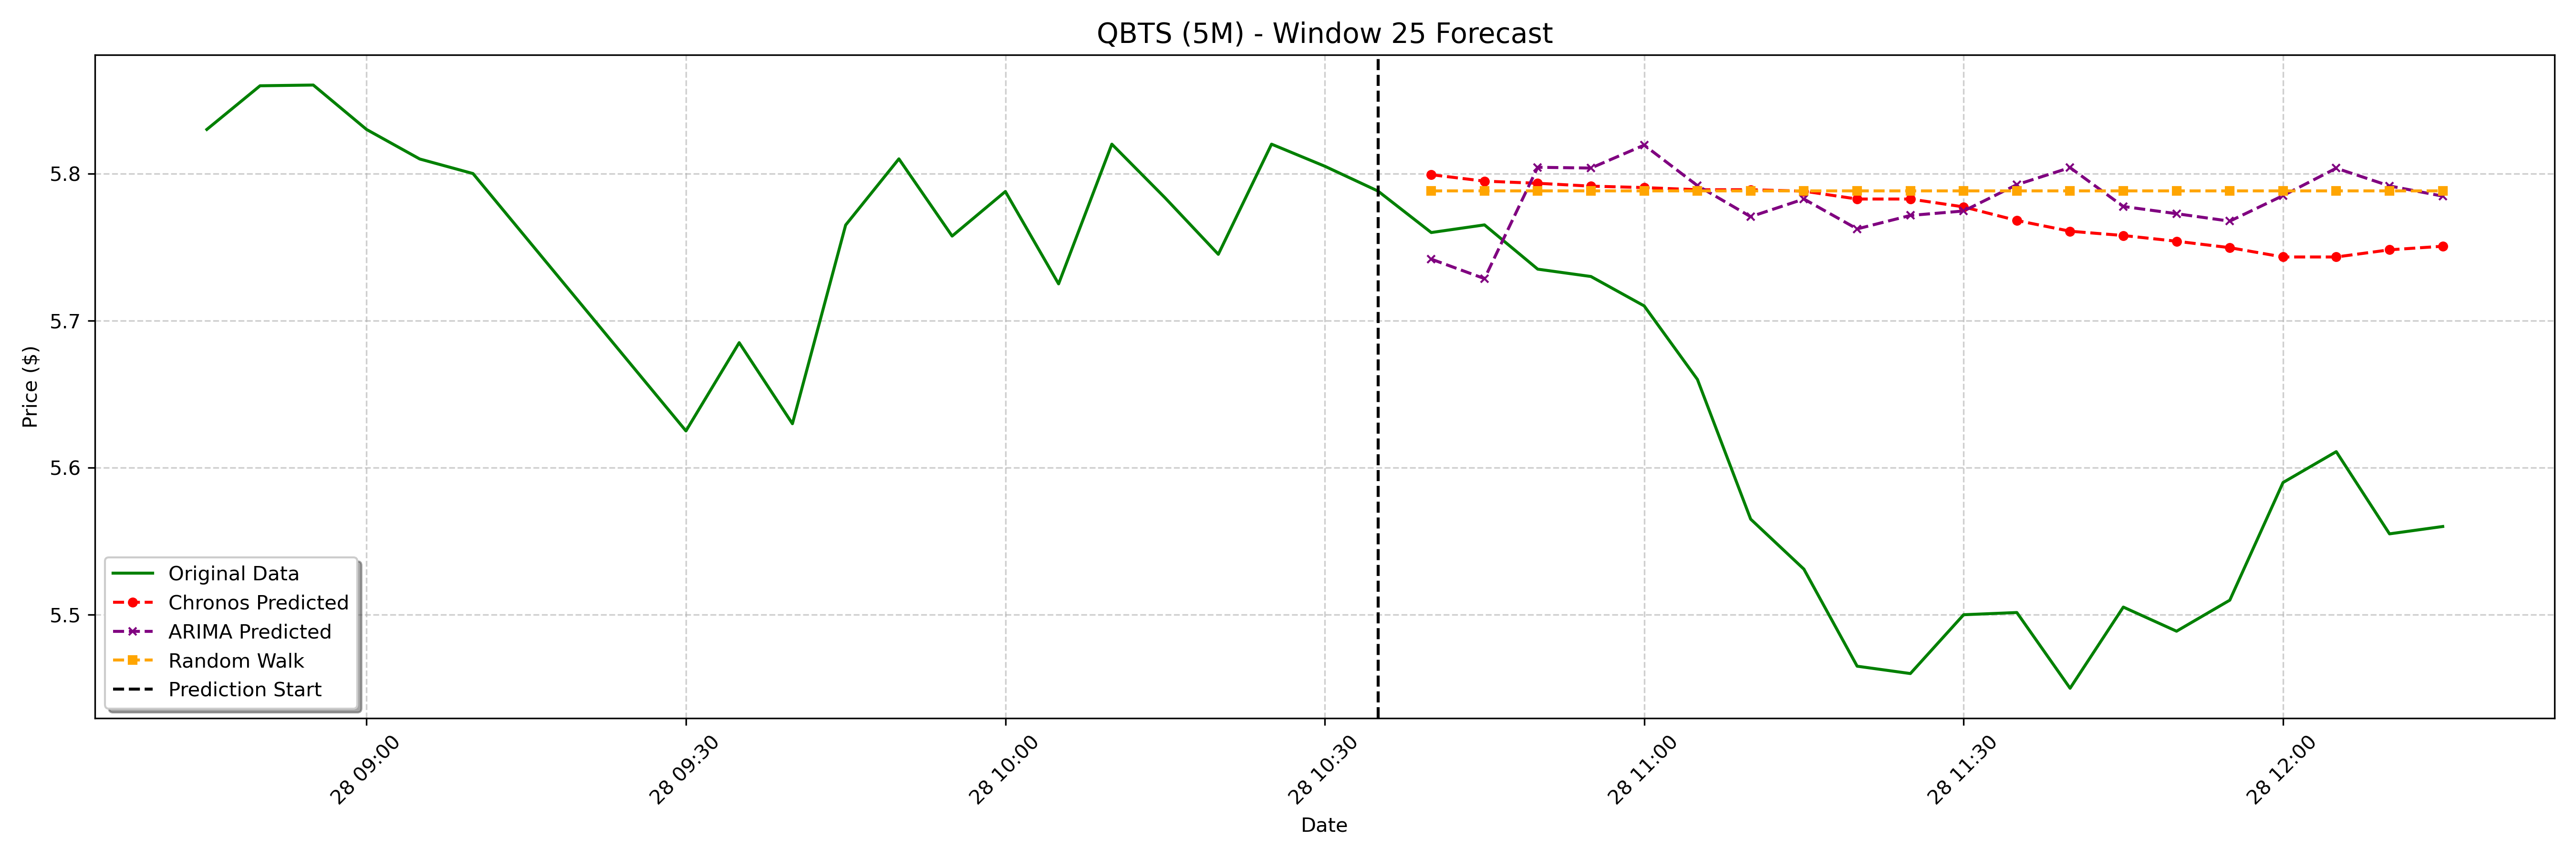 QBTS (5M) - Window 25 Forecast
Price ($)
5.8
5.7
5.6
5.5
Original Data
Chronos Predicted
ARIMA Predicted
Random Walk
Prediction Start
28 09:00
28 09:30
28 10:00
28 10:30
28 11:00
28 11:30
28 12:00
Date